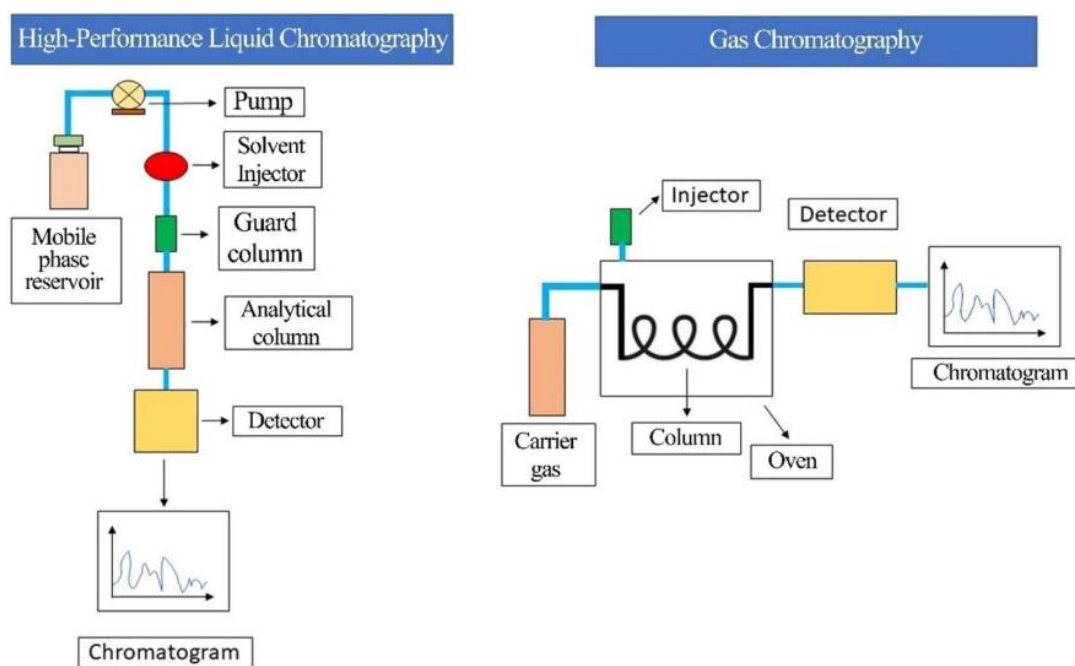 High-Performance Liquid Chromatography
Pump
Solvent
Injector
Guard
column
Mobile
phase
reservoir
Analytical
column
Detector
Chromatogram
Gas Chromatography
Injector
Detector
Chromatogram
Column
Carrier
gas
Oven